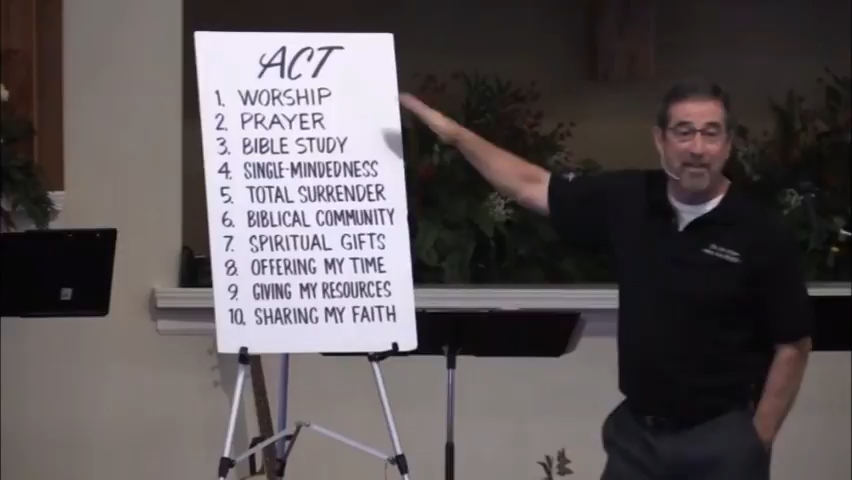 ACT
1. WORSHIP
2. PRAYER
3. BIBLE STUDY
4. SINGLE-MINDEDNESS
5. TOTAL SURRENDER
6. BIBLICAL COMMUNITY
7. SPIRITUAL GIFTS
8. OFFERING MY TIME
9. GIVING MY RESOURCES
10. SHARING MY FAITH